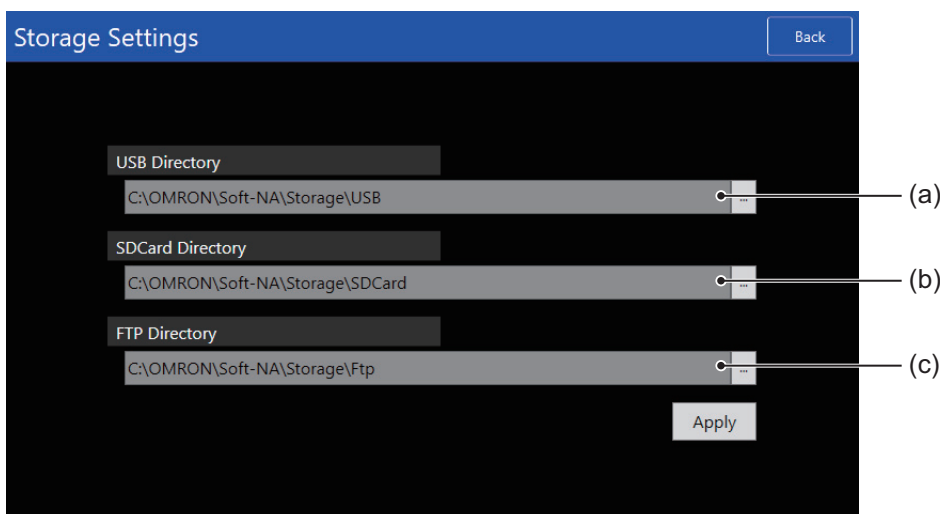 Storage Settings
Back
USB Directory
C:\OMRON\Soft-NA\Storage\USB
...
(a)
SDCard Directory
C:\OMRON\Soft-NA\Storage\SDCard
...
(b)
FTP Directory
C:\OMRON\Soft-NA\Storage\Ftp
...
(c)
Apply